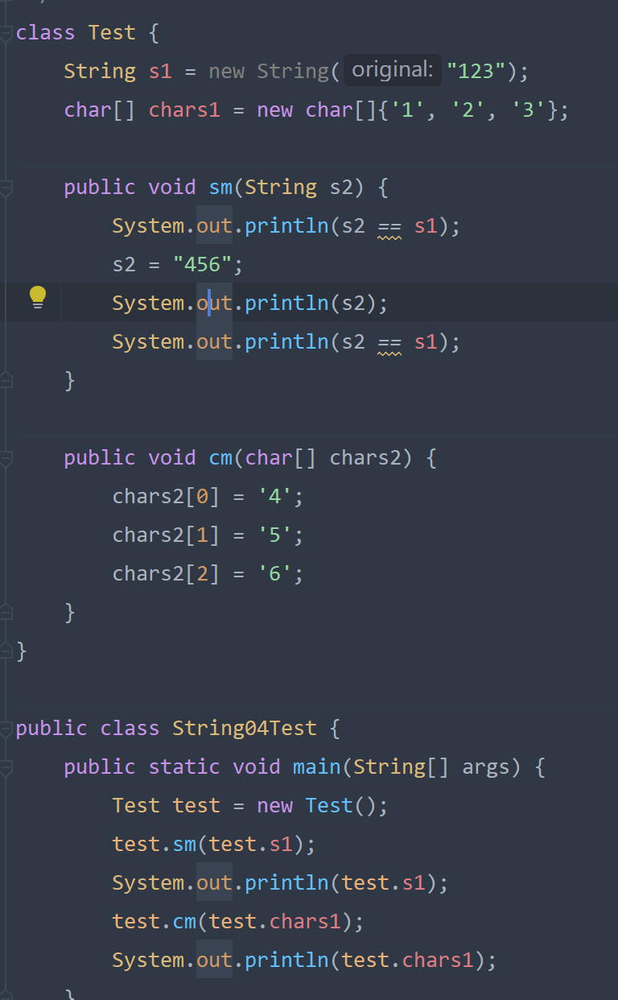 class Test {
    String s1 = new String( original: "123");
    char[] chars1 = new char[]{'1', '2', '3'};
    public void sm(String s2) {
        System.out.println(s2 == s1);
        s2 = "456";
        System.out.println(s2);
        System.out.println(s2 == s1);
    }
    public void cm(char[] chars2) {
        chars2[0] = '4';
        chars2[1] = '5';
        chars2[2] = '6';
    }
}
public class String04Test {
    public static void main(String[] args) {
        Test test = new Test();
        test.sm(test.s1);
        System.out.println(test.s1);
        test.cm(test.chars1);
        System.out.println(test.chars1);
    }